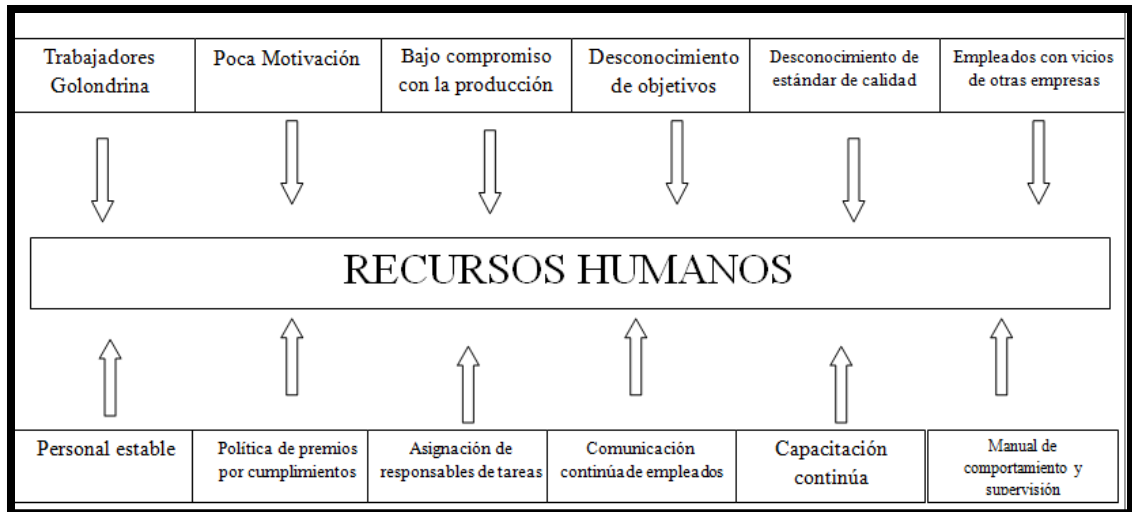 Trabajadores
Golondrina
Poca Motivación
Bajo compromiso
con la producción
Desconocimiento
de objetivos
Desconocimiento de
estándar de calidad
Empleados con vicios
de otras empresas
RECURSOS HUMANOS
Personal estable
Política de premios
por cumplimientos
Asignación de
responsables de tareas
Comunicación
continúa de empleados
Capacitación
continúa
Manual de
comportamiento y
supervisión